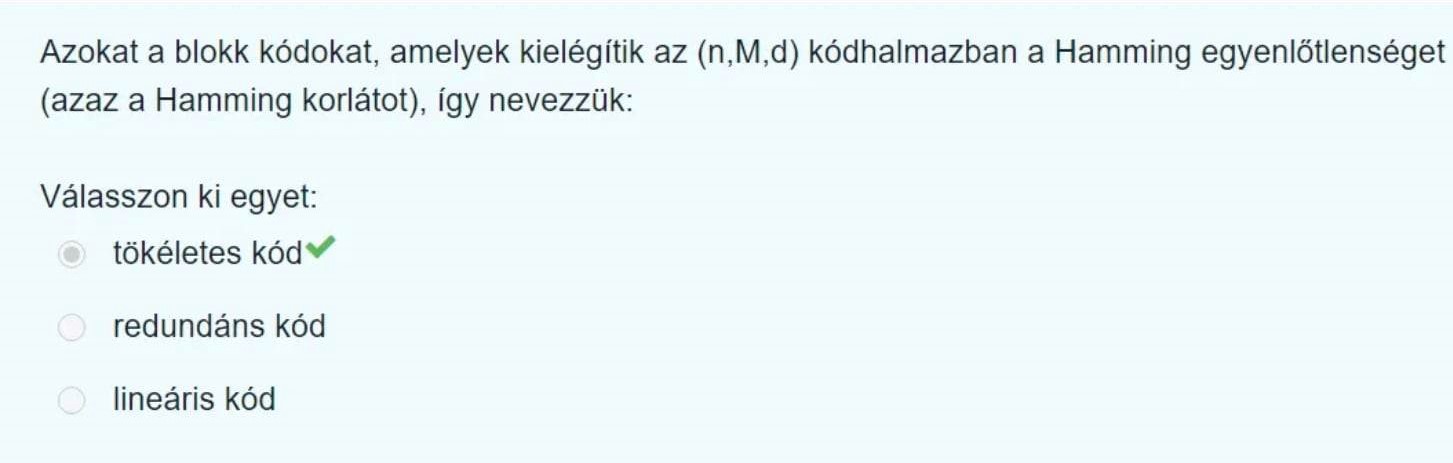 Azokat a blokk kódokat, amelyek kielégítik az (n,M,d) kódhalmazban a Hamming egyenlőtlenséget
(azaz a Hamming korlátot), így nevezzük:
Válasszon ki egyet:
tökéletes kód
redundáns kód
lineáris kód